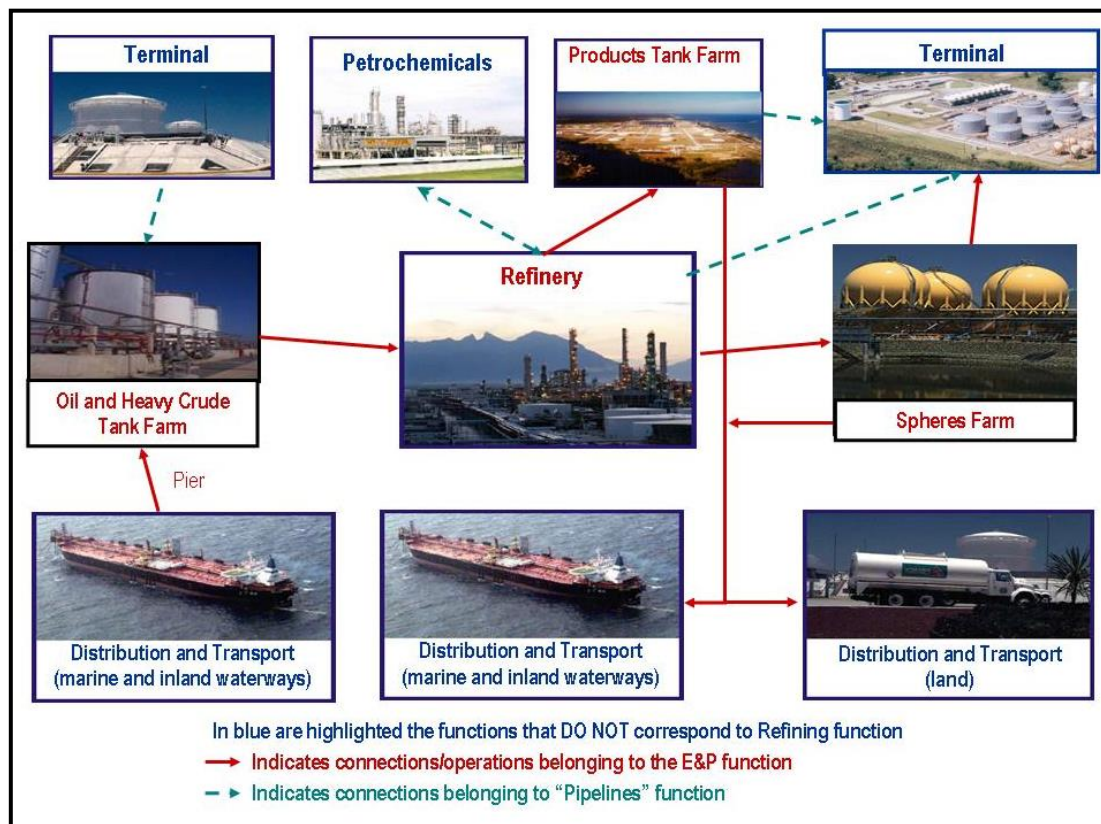 Terminal
Petrochemicals
Products Tank Farm
Terminal
Refinery
Oil and Heavy Crude
Tank Farm
Spheres Farm
Pier
Distribution and Transport
(marine and inland waterways)
Distribution and Transport
(marine and inland waterways)
Distribution and Transport
(land)
In blue are highlighted the functions that DO NOT correspond to Refining function
Indicates connections/operations belonging to the E&P function
Indicates connections belonging to “Pipelines” function